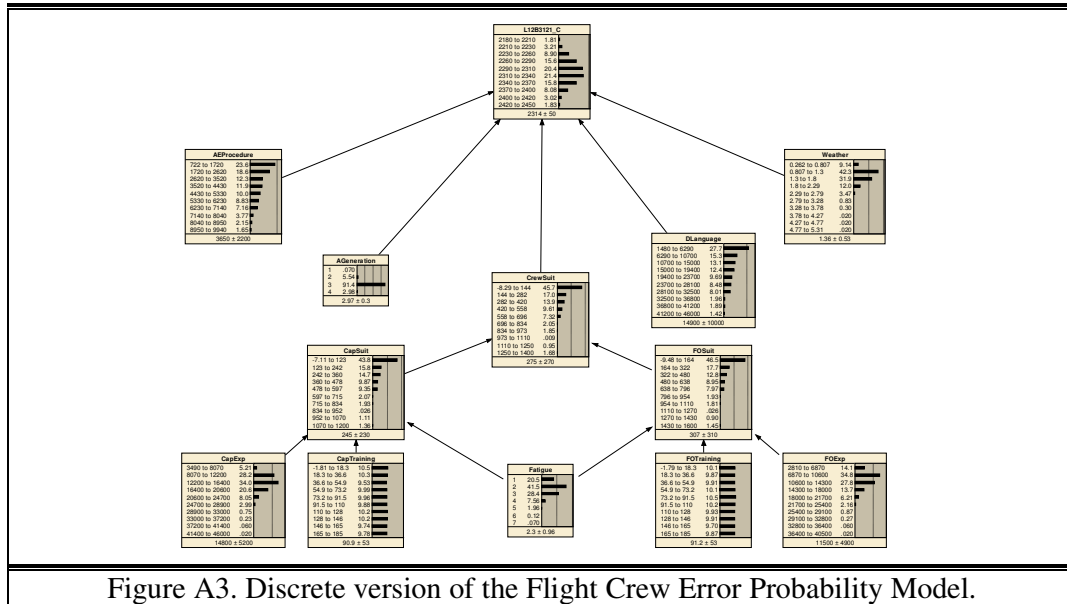 L12B3121_C
2180 to 2210 1.81
2210 to 2230 3.21
2230 to 2260 8.90
2260 to 2290 15.6
2290 to 2310 20.4
2310 to 2340 21.4
2340 to 2370 15.8
2370 to 2400 8.08
2400 to 2420 3.02
2420 to 2450 1.83
2314 ± 50
AEProcedure
722 to 1720 23.6
1720 to 2620 18.6
2620 to 3520 12.3
3520 to 4430 11.9
4430 to 5330 10.0
5330 to 6230 8.83
6230 to 7140 7.16
7140 to 8040 3.77
8040 to 8950 2.15
8950 to 9940 1.65
3650 ± 2200
Weather
0.262 to 0.807 9.14
0.807 to 1.3 42.3
1.3 to 1.8 31.9
1.8 to 2.29 12.0
2.29 to 2.79 3.47
2.79 to 3.28 0.83
3.28 to 3.78 0.30
3.78 to 4.27 .020
4.27 to 4.77 .020
4.77 to 5.31 .020
1.36 ± 0.53
AGeneration
1 .070
2 5.54
3 91.4
4 2.98
2.97 ± 0.3
DLanguage
1480 to 6290 27.7
6290 to 10700 15.3
10700 to 15000 13.1
15000 to 19400 12.4
19400 to 23700 9.69
23700 to 28100 8.48
28100 to 32500 8.01
32500 to 36800 1.96
36800 to 41200 1.89
41200 to 46000 1.42
14900 ± 10000
CrewSuit
-8.29 to 144 45.7
144 to 282 17.0
282 to 420 13.9
420 to 558 9.61
558 to 696 7.32
696 to 834 2.05
834 to 973 1.85
973 to 1110 .009
1110 to 1250 0.95
1250 to 1400 1.68
275 ± 270
CapSuit
-7.11 to 123 43.8
123 to 242 15.8
242 to 360 14.7
360 to 478 9.87
478 to 597 9.35
597 to 715 2.07
715 to 834 1.93
834 to 952 .026
952 to 1070 1.11
1070 to 1200 1.36
245 ± 230
FOSuit
-9.48 to 164 46.5
164 to 322 17.7
322 to 480 12.8
480 to 638 8.95
638 to 796 7.97
796 to 954 1.93
954 to 1110 1.81
1110 to 1270 .026
1270 to 1430 0.90
1430 to 1600 1.45
307 ± 310
CapExp
3490 to 8070 5.21
8070 to 12200 28.2
12200 to 16400 34.0
16400 to 20600 20.6
20600 to 24700 8.05
24700 to 28900 2.99
28900 to 33000 0.75
33000 to 37200 0.23
37200 to 41400 .060
41400 to 46000 .020
14800 ± 5200
CapTraining
-1.81 to 18.3 10.5
18.3 to 36.6 10.3
36.6 to 54.9 9.53
54.9 to 73.2 9.99
73.2 to 91.5 9.96
91.5 to 110 9.88
110 to 128 10.2
128 to 146 10.2
146 to 165 9.74
165 to 185 9.78
90.9 ± 53
Fatigue
1 20.5
2 41.5
3 28.4
4 7.56
5 1.96
6 0.12
7 .070
2.3 ± 0.96
FOTraining
-1.79 to 18.3 10.1
18.3 to 36.6 9.87
36.6 to 54.9 9.91
54.9 to 73.2 10.1
73.2 to 91.5 10.5
91.5 to 110 10.2
110 to 128 9.93
128 to 146 9.91
146 to 165 9.70
165 to 185 9.87
91.2 ± 53
FOExp
2810 to 6870 14.1
6870 to 10600 34.8
10600 to 14300 27.8
14300 to 18000 13.7
18000 to 21700 6.21
21700 to 25400 2.16
25400 to 29100 0.87
29100 to 32800 0.27
32800 to 36400 .060
36400 to 40500 .020
11500 ± 4900
Figure A3. Discrete version of the Flight Crew Error Probability Model.